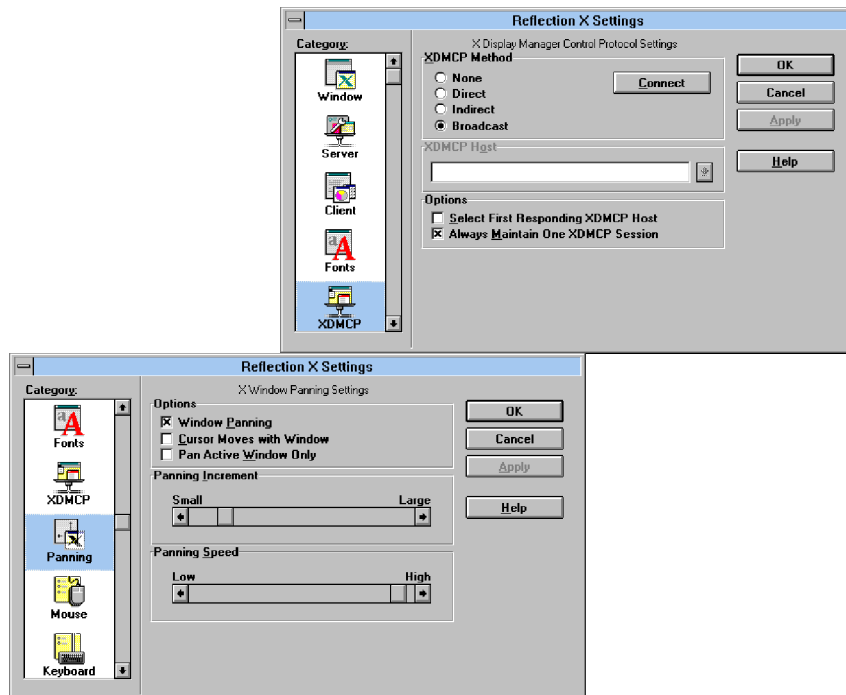 Reflection X Settings
Category:
Window
Server
Client
Fonts
XDMCP
X Display Manager Control Protocol Settings
XDMCP Method
None
Direct
Indirect
Broadcast
Connect
XDMCP Host
Options
Select First Responding XDMCP Host
Always Maintain One XDMCP Session
OK
Cancel
Apply
Help
Reflection X Settings
Category:
Fonts
XDMCP
Panning
Mouse
Keyboard
X Window Panning Settings
Options
Window Panning
Cursor Moves with Window
Pan Active Window Only
Panning Increment
Small Large
Panning Speed
Low High
OK
Cancel
Apply
Help